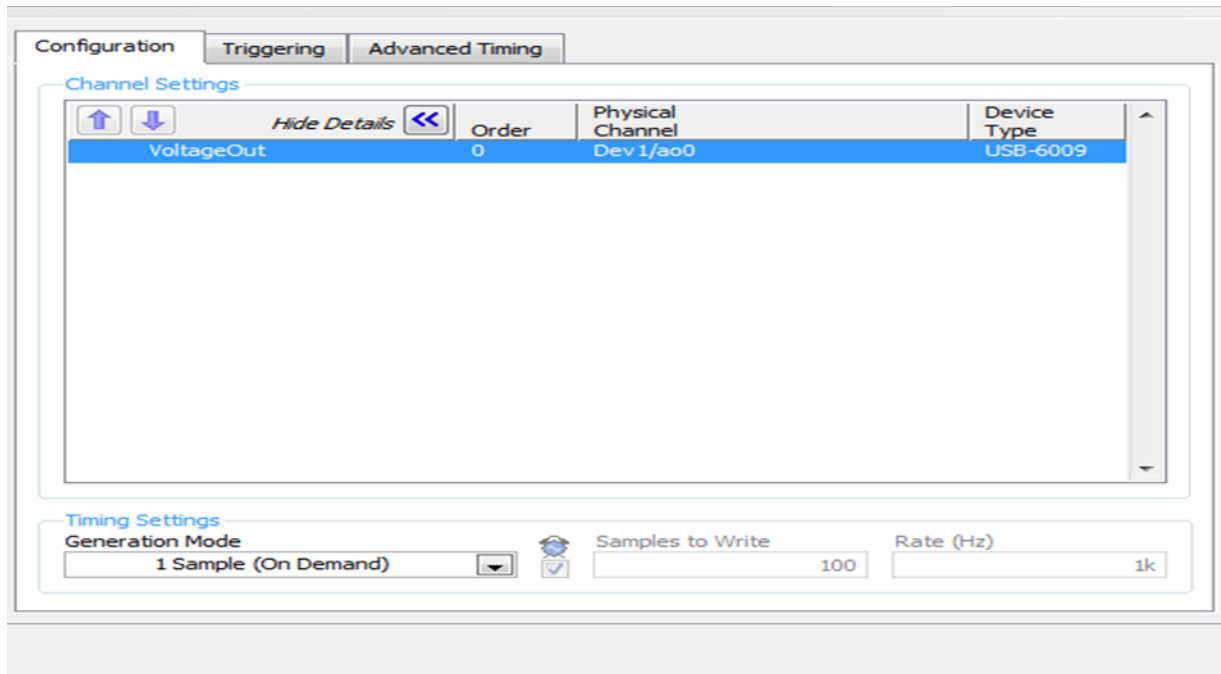 Configuration Triggering Advanced Timing
Channel Settings
Hide Details << Order Physical Channel Device Type
VoltageOut 0 Dev1/ao0 USB-6009
Timing Settings
Generation Mode Samples to Write Rate (Hz)
1 Sample (On Demand) 100 1k